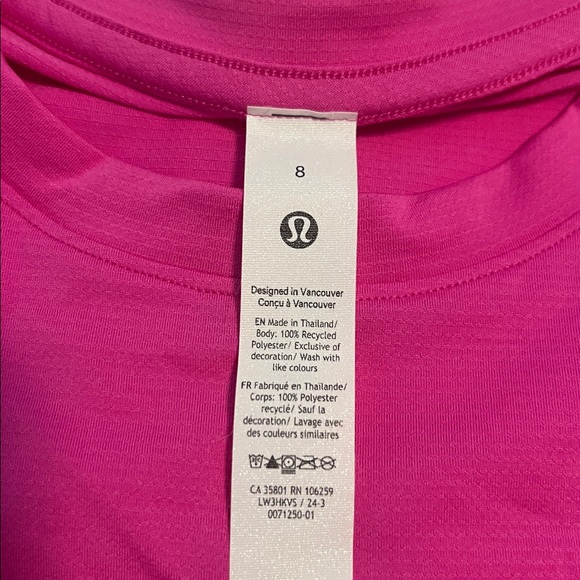 8
Designed in Vancouver
Conçu à Vancouver
EN Made in Thailand/
Body: 100% Recycled
Polyester/ Exclusive of
decoration/ Wash with
like colours
FR Fabriqué en Thaïlande/
Corps: 100% Polyester
recyclé/ Sauf la
décoration/ Lavage avec
des couleurs similaires
CA 35801 RN 106259
LW3HKVS / 24-3
0071250-01